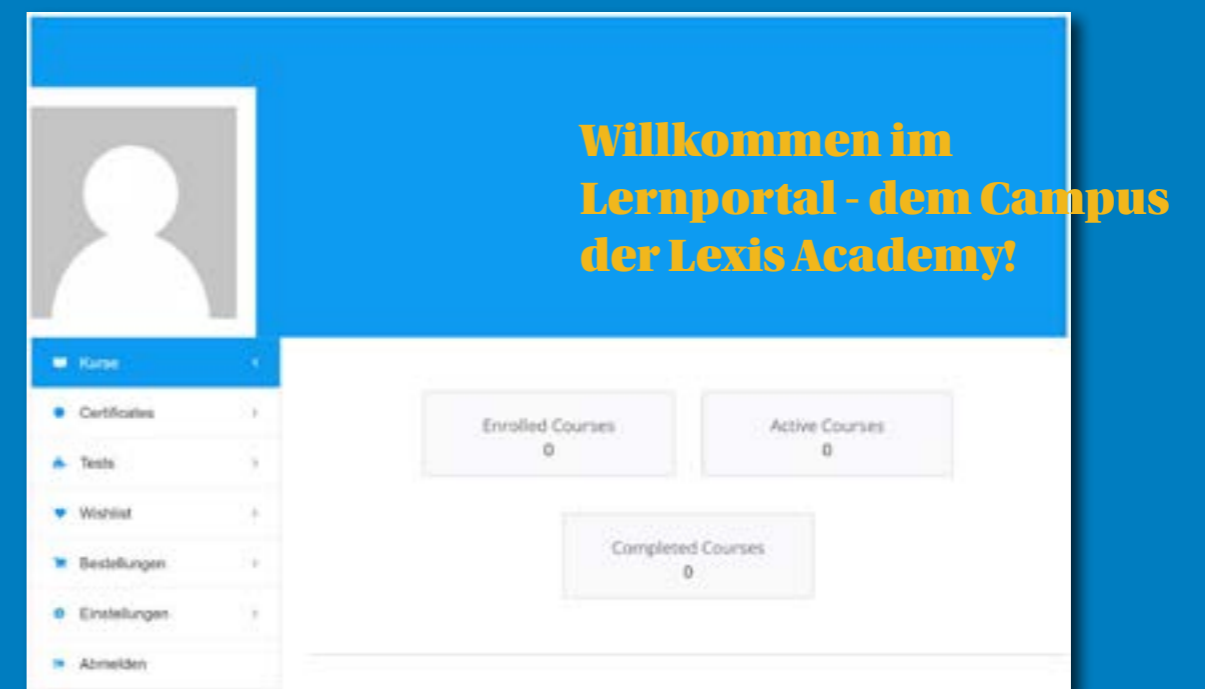 Willkommen im
Lernportal - dem Campus
der Lexis Academy!
Kurse
Certificates
Tests
Wishlist
Bestellungen
Einstellungen
Abmelden
Enrolled Courses
0
Active Courses
0
Completed Courses
0